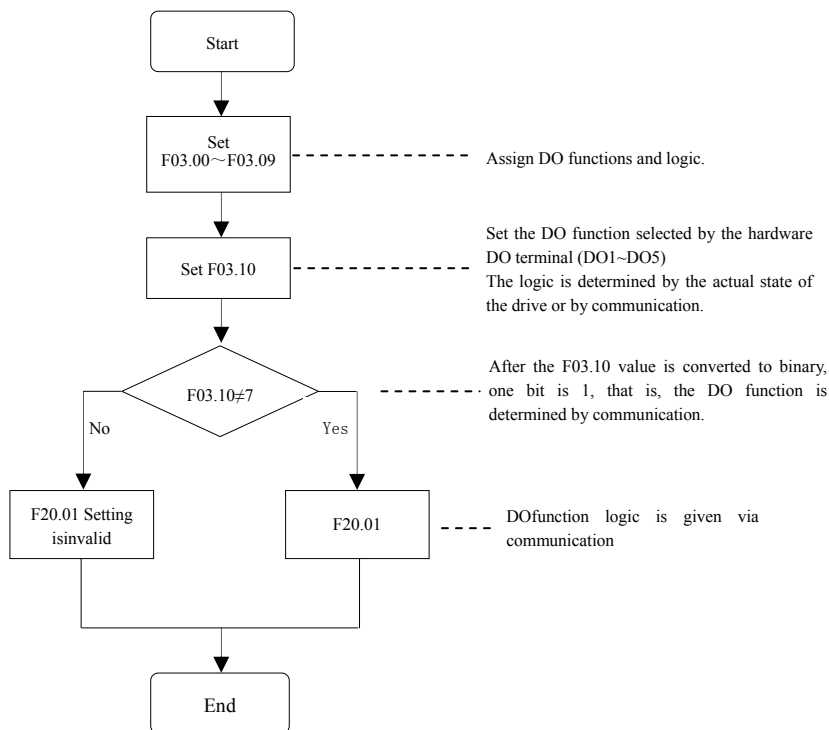 Start
Set
F03.00～F03.09
Assign DO functions and logic.
Set F03.10
Set the DO function selected by the hardware
DO terminal (DO1~DO5)
The logic is determined by the actual state of
the drive or by communication.
F03.10≠7
After the F03.10 value is converted to binary,
one bit is 1, that is, the DO function is
determined by communication.
No
Yes
F20.01 Setting
isinvalid
F20.01
DOfunction logic is given via
communication
End